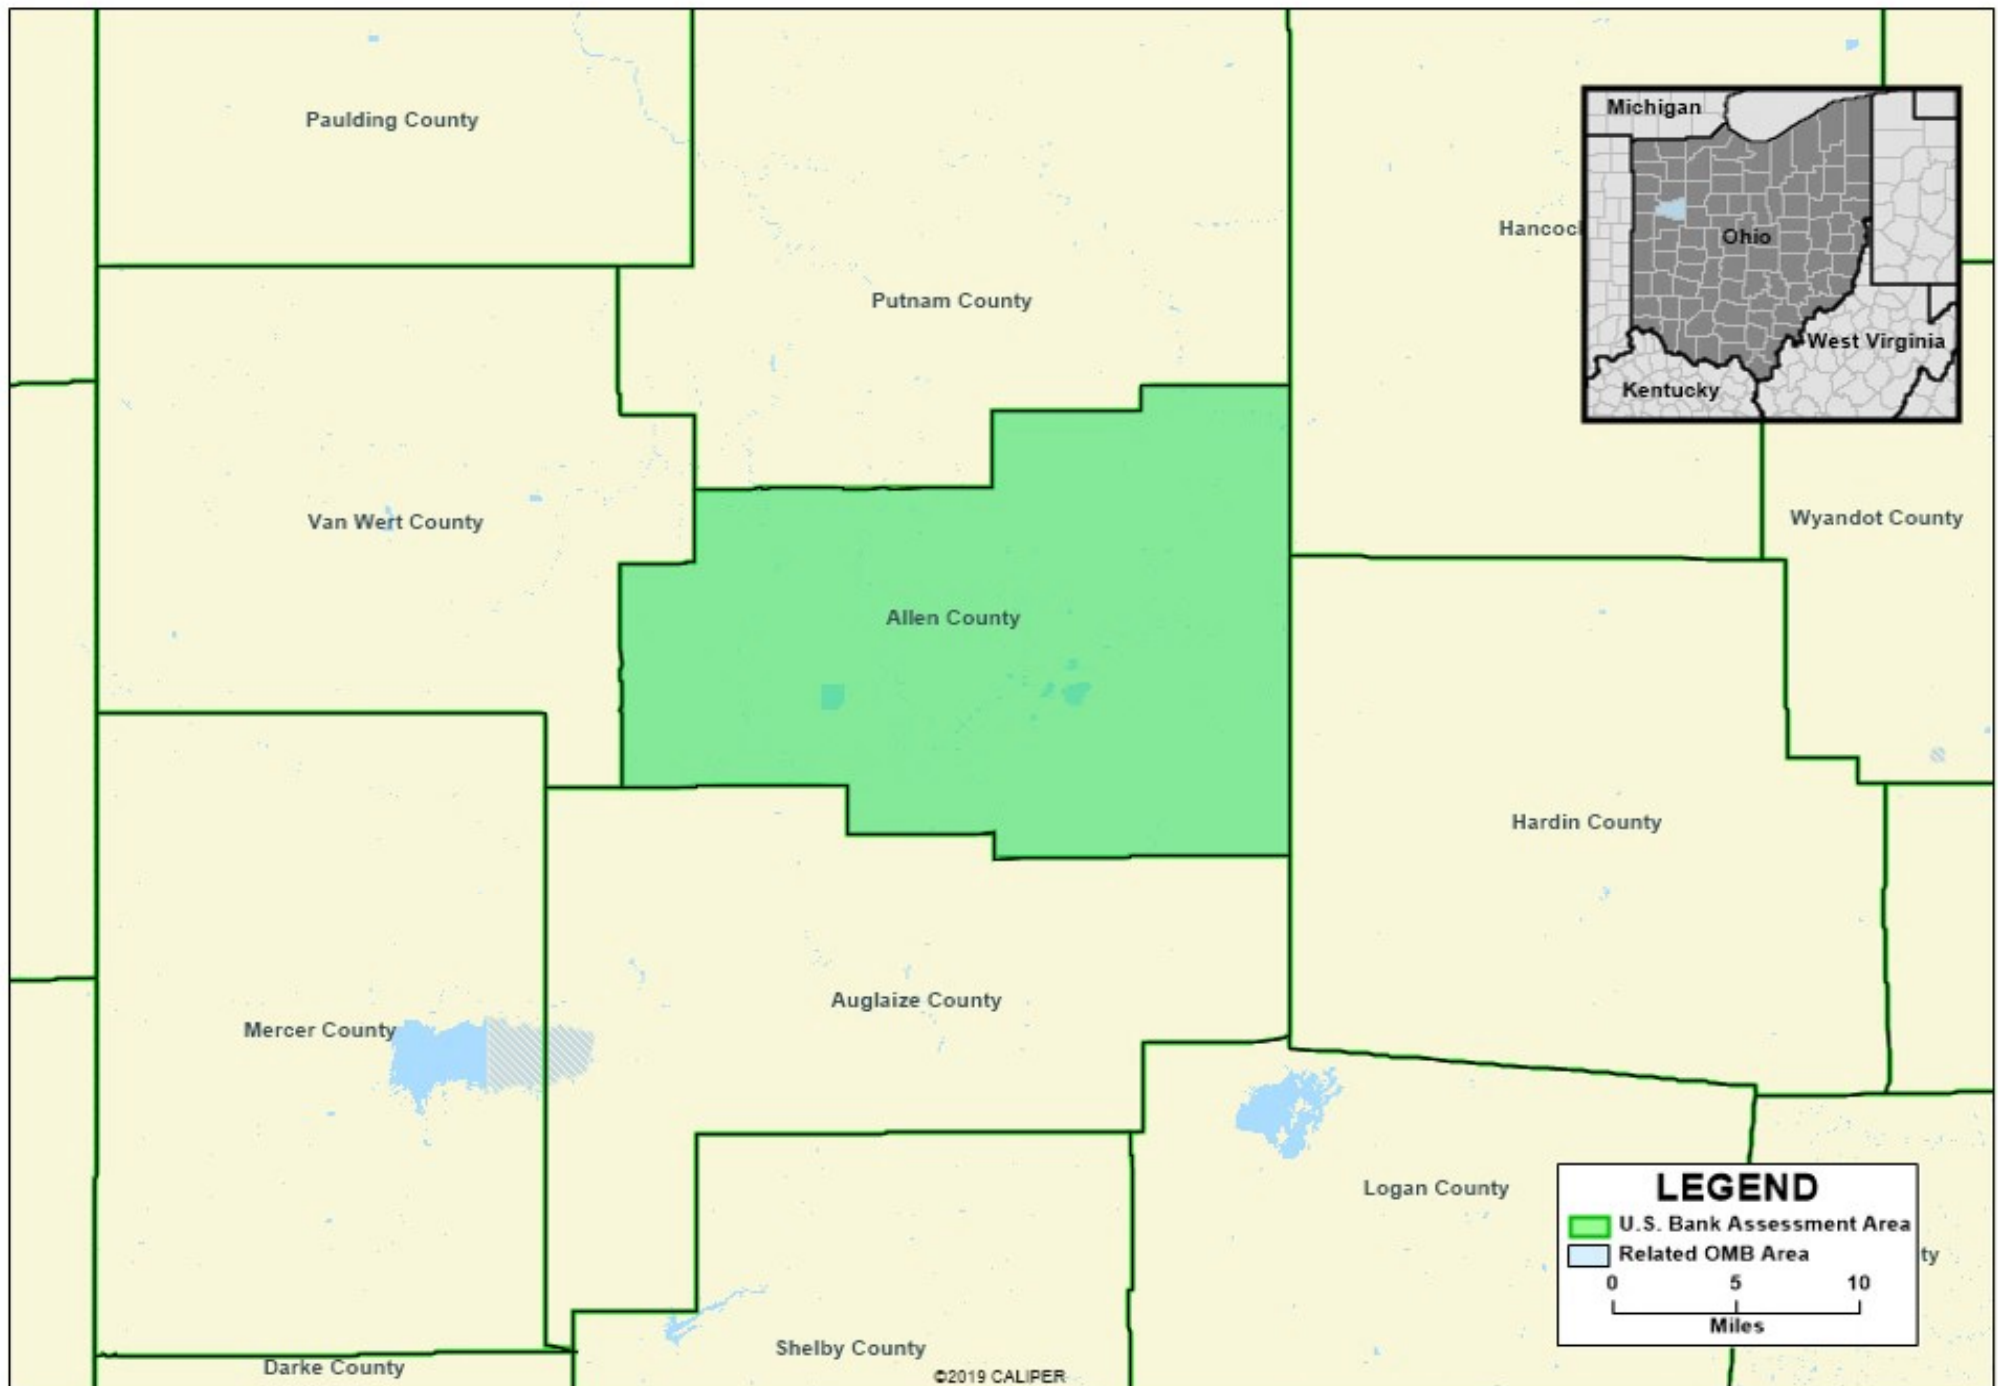 Paulding County
Michigan
Hancoc
Ohio
Putnam County
West Virginia
Kentucky
Van Wert County
Wyandot County
Allen County
Hardin County
Auglaize County
Mercer County
Logan County
LEGEND
U.S. Bank Assessment Area
Related OMB Area
ty
0 5 10
Miles
Shelby County
Darke County
©2019 CALIPER